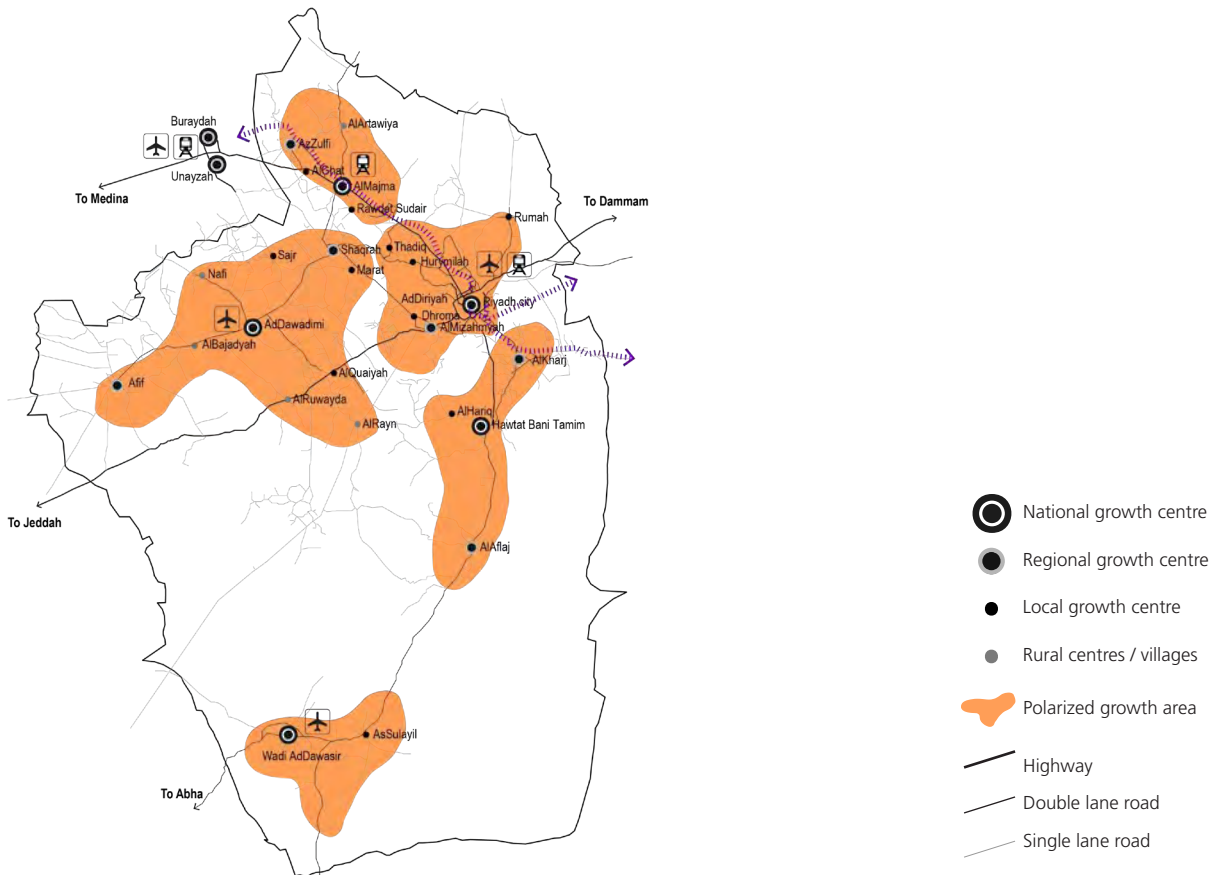 Buraydah
Unayzah
To Medina
AlArtawiya
AzZulfi
AlGhat
AlMajma
Rawdet Sudair
Rumah
To Dammam
Thadiq
Hurymilah
Shaqrah
Sajr
Marat
Nafi
AdDiriyah
Riyadh city
Dhroma
AlMizahmiyah
AdDawadimi
AlBajadyah
AlKharj
AlQuaiyah
Afif
AlRuwayda
AlRayn
AlHariq
Hawtat Bani Tamim
To Jeddah
AlAflaj
AsSulayil
Wadi AdDawasir
To Abha
National growth centre
Regional growth centre
Local growth centre
Rural centres / villages
Polarized growth area
Highway
Double lane road
Single lane road